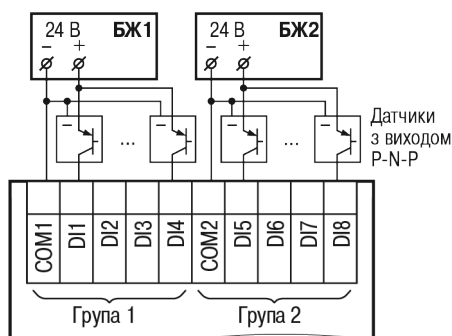 24 В БЖ1
− +
24 В БЖ2
− +
− ... −
− ... −
Датчики
з виходом
P-N-P
COM1 DI1 DI2 DI3 DI4 COM2 DI5 DI6 DI7 DI8
Група 1
Група 2